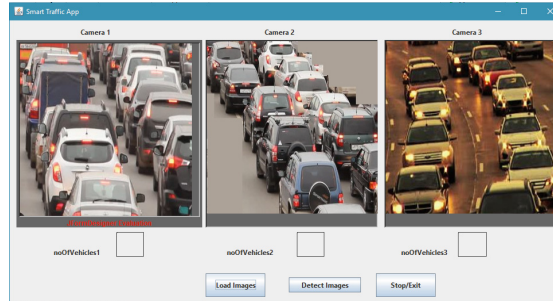 Smart Traffic App
Camera 1
Camera 2
Camera 3
noOfVehicles1
noOfVehicles2
noOfVehicles3
Load Images
Detect Images
Stop/Exit